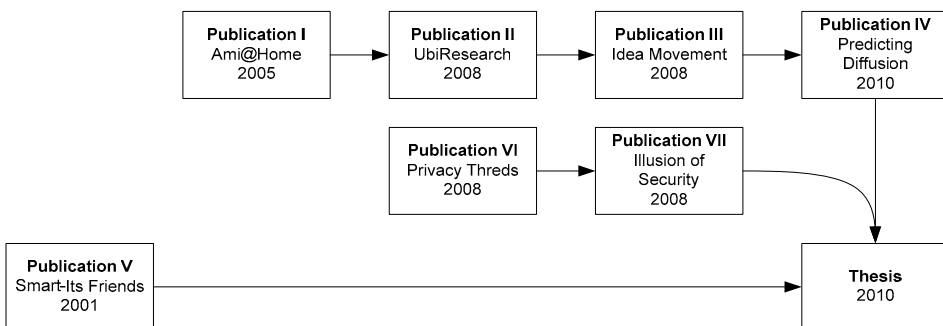 Publication I
Ami@Home
2005
Publication II
UbiResearch
2008
Publication III
Idea Movement
2008
Publication IV
Predicting
Diffusion
2010
Publication VI
Privacy Threds
2008
Publication VII
Illusion of
Security
2008
Publication V
Smart-Its Friends
2001
Thesis
2010